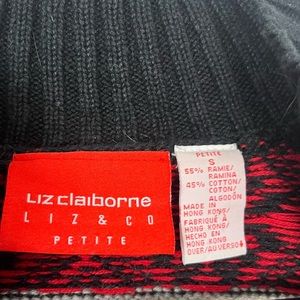 Liz claiborne
LIZ & CO
PETITE
PETITE
S
55% RAMIE/
RAMINA
45% COTTON/
COTON/
ALGODÓN
MADE IN
HONG KONG/
FABRIQUÉ À
HONG KONG/
HECHO EN
HONG KONG
OVER/AU VERSO